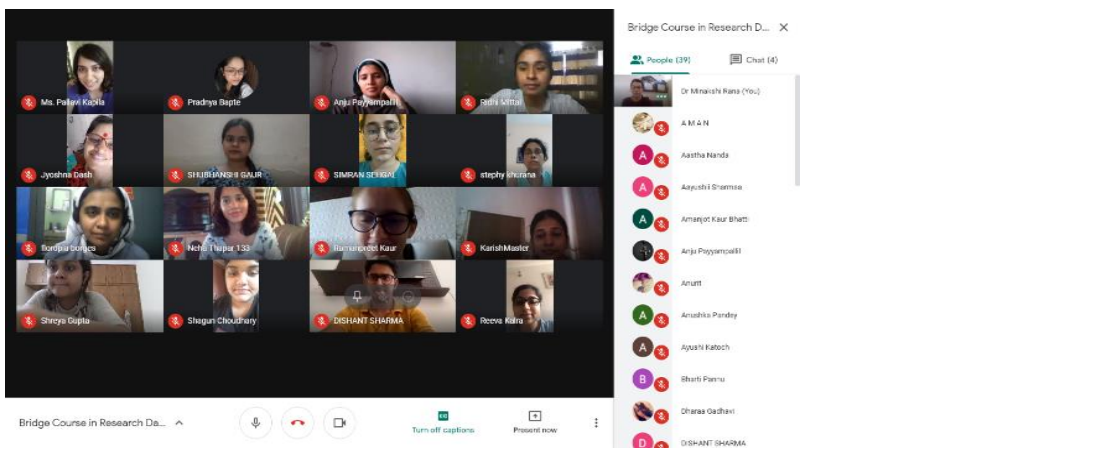 Ms. Pallavi Kapila
Pradnya Bapte
Anju Payyampallil
Ridhi Mittal
Jyoshna Dash
SHUBHANSHI GAUR
SIMRAN SEHGAL
stephy khurana
borges
Neha Thapar 133
Ramanpreet Kaur
KarishMaster
Shreya Gupta
Shagun Choudhary
DISHANT SHARMA
Reeva Kalra
Bridge Course in Research Da...
Turn off captions
Present now
Bridge Course in Research D...
People (39)
Chat (4)
Dr Minakshi Rana (You)
A M A N
A Aastha Nanda
A Aayushi Sharmaa
A Amanjot Kaur Bhatti
Anju Payyampallil
A Anushka Pandey
A Ayushi Katoch
B Bharti Pannu
Dharaa Gadhavi
D DISHANT SHARMA